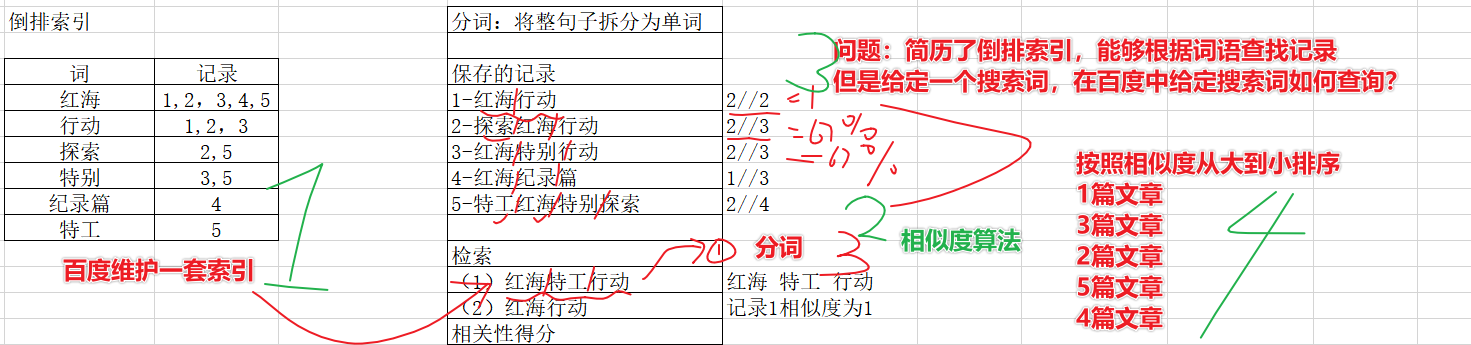 倒排索引
词 记录
红海 1,2，3,4,5
行动 1,2，3
探索 2,5
特别 3,5
纪录篇 4
特工 5
百度维护一套索引
1
分词：将整句子拆分为单词
保存的记录
1-红海行动 2//2 =1
2-探索红海行动 2//3 =67%
3-红海特别行动 2//3 =67%
4-红海纪录篇 1//3
5-特工红海特别探索 2//4
检索
（1）红海特工行动 红海 特工 行动
（2）红海行动 记录1相似度为1
相关性得分
① 分词
3
2 相似度算法
3
问题：简历了倒排索引，能够根据词语查找记录
但是给定一个搜索词，在百度中给定搜索词如何查询？
按照相似度从大到小排序
1篇文章
3篇文章
2篇文章
5篇文章
4篇文章
4